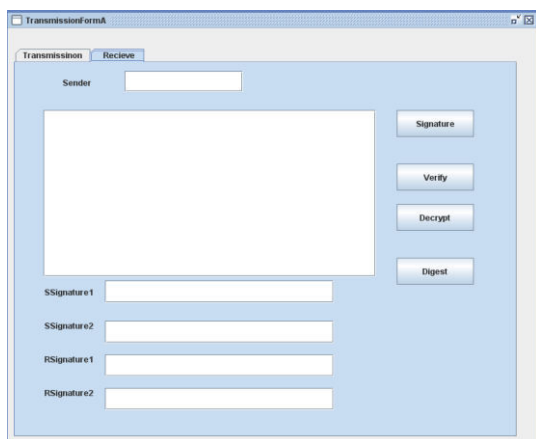 TransmissionFormA
Transmissinon Recieve
Sender
Signature
Verify
Decrypt
Digest
SSignature1
SSignature2
RSignature1
RSignature2